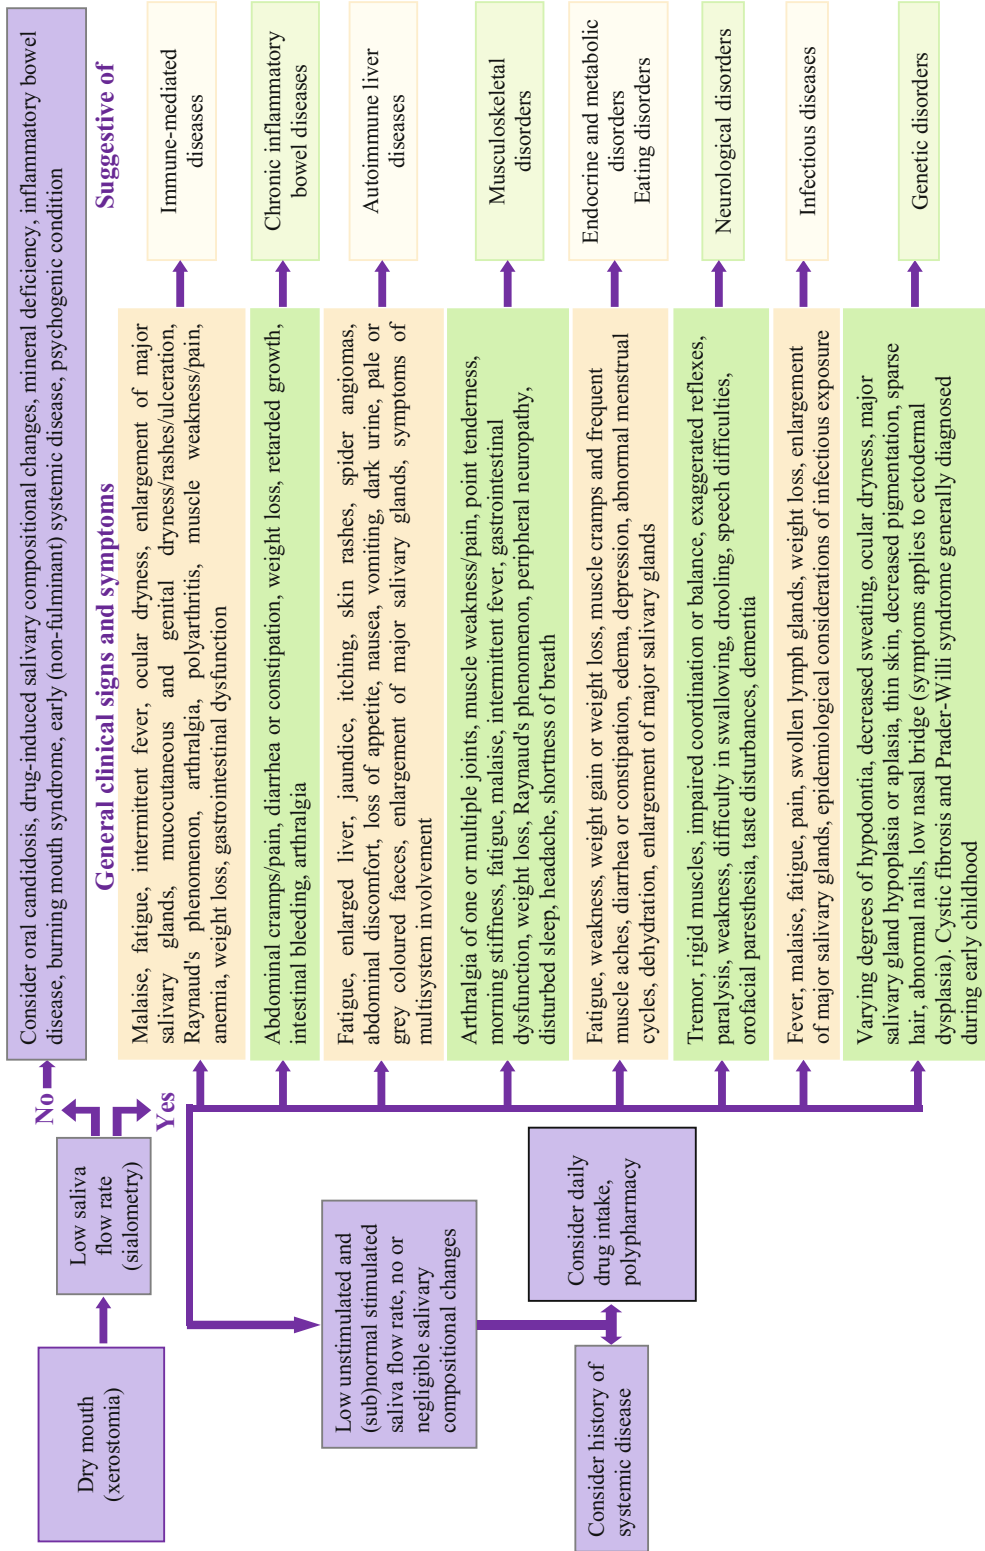 Dry mouth
(xerostomia)
Low saliva
flow rate
(sialometry)
No
Yes
Consider oral candidosis, drug-induced salivary compositional changes, mineral deficiency, inflammatory bowel
disease, burning mouth syndrome, early (non-fulminant) systemic disease, psychogenic condition
General clinical signs and symptoms
Suggestive of
Malaise, fatigue, intermittent fever, ocular dryness, enlargement of major
salivary glands, mucocutaneous and genital dryness/rashes/ulceration,
Raynaud's phenomenon, arthralgia, polyarthritis, muscle weakness/pain,
anemia, weight loss, gastrointestinal dysfunction
Immune-mediated
diseases
Abdominal cramps/pain, diarrhea or constipation, weight loss, retarded growth,
intestinal bleeding, arthralgia
Chronic inflammatory
bowel diseases
Fatigue, enlarged liver, jaundice, itching, skin rashes, spider angiomas,
abdominal discomfort, loss of appetite, nausea, vomiting, dark urine, pale or
grey coloured faeces, enlargement of major salivary glands, symptoms of
multisystem involvement
Autoimmune liver
diseases
Arthralgia of one or multiple joints, muscle weakness/pain, point tenderness,
morning stiffness, fatigue, malaise, intermittent fever, gastrointestinal
dysfunction, weight loss, Raynaud's phenomenon, peripheral neuropathy,
disturbed sleep, headache, shortness of breath
Musculoskeletal
disorders
Fatigue, weakness, weight gain or weight loss, muscle cramps and frequent
muscle aches, diarrhea or constipation, edema, depression, abnormal menstrual
cycles, dehydration, enlargement of major salivary glands
Endocrine and metabolic
disorders
Eating disorders
Tremor, rigid muscles, impaired coordination or balance, exaggerated reflexes,
paralysis, weakness, difficulty in swallowing, drooling, speech difficulties,
orofacial paresthesia, taste disturbances, dementia
Neurological disorders
Fever, malaise, fatigue, pain, swollen lymph glands, weight loss, enlargement
of major salivary glands, epidemiological considerations of infectious exposure
Infectious diseases
Varying degrees of hypodontia, decreased sweating, ocular dryness, major
salivary gland hypoplasia or aplasia, thin skin, decreased pigmentation, sparse
hair, abnormal nails, low nasal bridge (symptoms applies to ectodermal
dysplasia). Cystic fibrosis and Prader-Willi syndrome generally diagnosed
during early childhood
Genetic disorders
Low unstimulated and
(sub)normal stimulated
saliva flow rate, no or
negligible salivary
compositional changes
Consider history of
systemic disease
Consider daily
drug intake,
polypharmacy